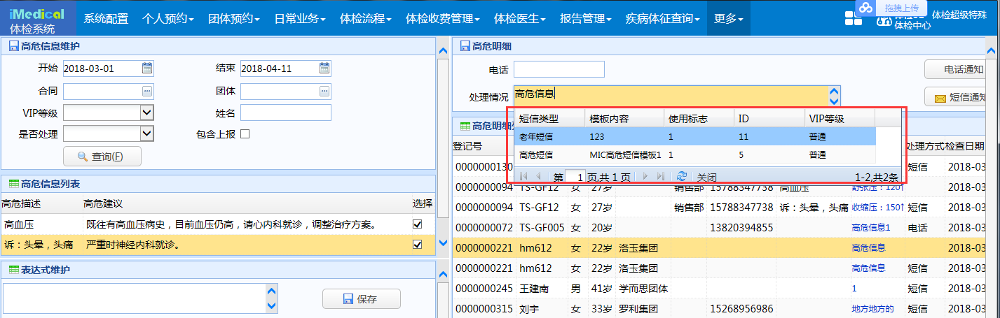 iMedical
体检系统
系统配置 个人预约 团体预约 日常业务 体检流程 体检收费管理 体检医生 报告管理 疾病体征查询 更多
拖拽上传
体检超级特殊
体检中心
高危信息维护
开始 2018-03-01 结束 2018-04-11
合同 团体
VIP等级 姓名
是否处理 包含上报
查询(F)
高危信息列表
高危描述 高危建议 选择
高血压 既往有高血压病史，目前血压仍高，请心内科就诊，调整治疗方案。
诉：头晕，头痛 严重时神经内科就诊。
表达式维护
保存
高危明细
电话 电话通知
处理情况 高危信息 短信通知
短信类型 模板内容 使用标志 ID VIP等级
老年短信 123 1 11 普通
高危短信 MIC高危短信模板1 1 5 普通
第 1 页,共 1 页 关闭 1-2,共2条
高危明细
登记号 处理方式 检查日期
0000000130 短信 2018-03
0000000094 TS-GF12 女 27岁 销售部 15788347738 高血压 舒张压：120↑ 2018-03
0000000094 TS-GF12 女 27岁 销售部 15788347738 诉：头晕，头痛 收缩压：150↑ 短信 2018-03
0000000072 TS-GF005 女 20岁 13820394855 高危信息1 电话 2018-03
0000000221 hm612 女 22岁 洛玉集团 高危信息 2018-03
0000000221 hm612 女 22岁 洛玉集团 高危信息 短信 2018-03
0000000245 王建南 男 41岁 学而思团体 1 短信 2018-03
0000000315 刘宇 女 33岁 罗利集团 15268956986 地方地方的 短信 2018-03